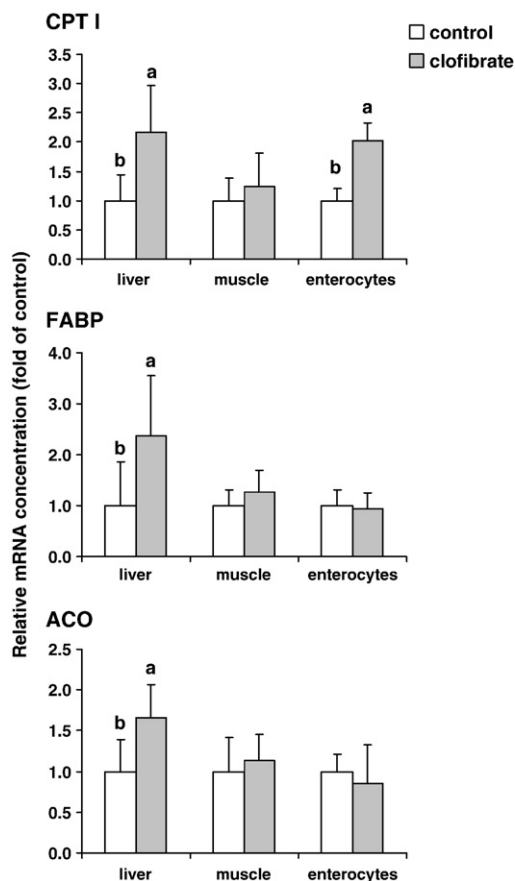 CPT I
control
clofibrate
3.5
3.0
2.5
2.0
1.5
1.0
0.5
0.0
b
a
b
a
liver
muscle
enterocytes
Relative mRNA concentration (fold of control)
FABP
4.0
3.0
2.0
1.0
0.0
b
a
liver
muscle
enterocytes
ACO
2.5
2.0
1.5
1.0
0.5
0.0
b
a
liver
muscle
enterocytes